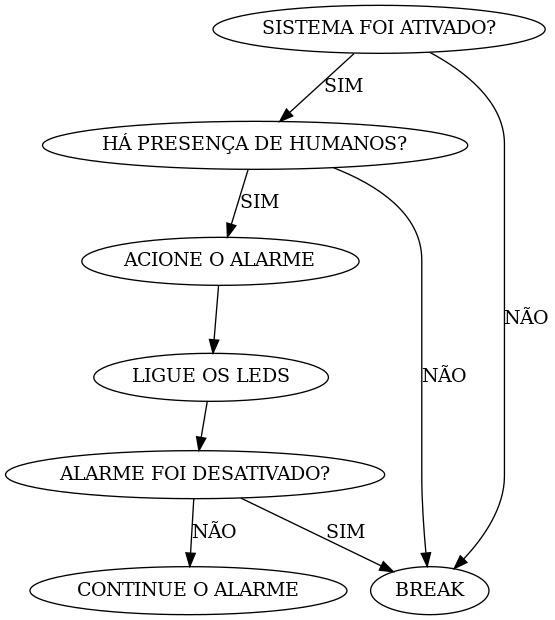 SISTEMA FOI ATIVADO?
SIM
HÁ PRESENÇA DE HUMANOS?
SIM
ACIONE O ALARME
NÃO
LIGUE OS LEDS
NÃO
ALARME FOI DESATIVADO?
NÃO
SIM
CONTINUE O ALARME
BREAK